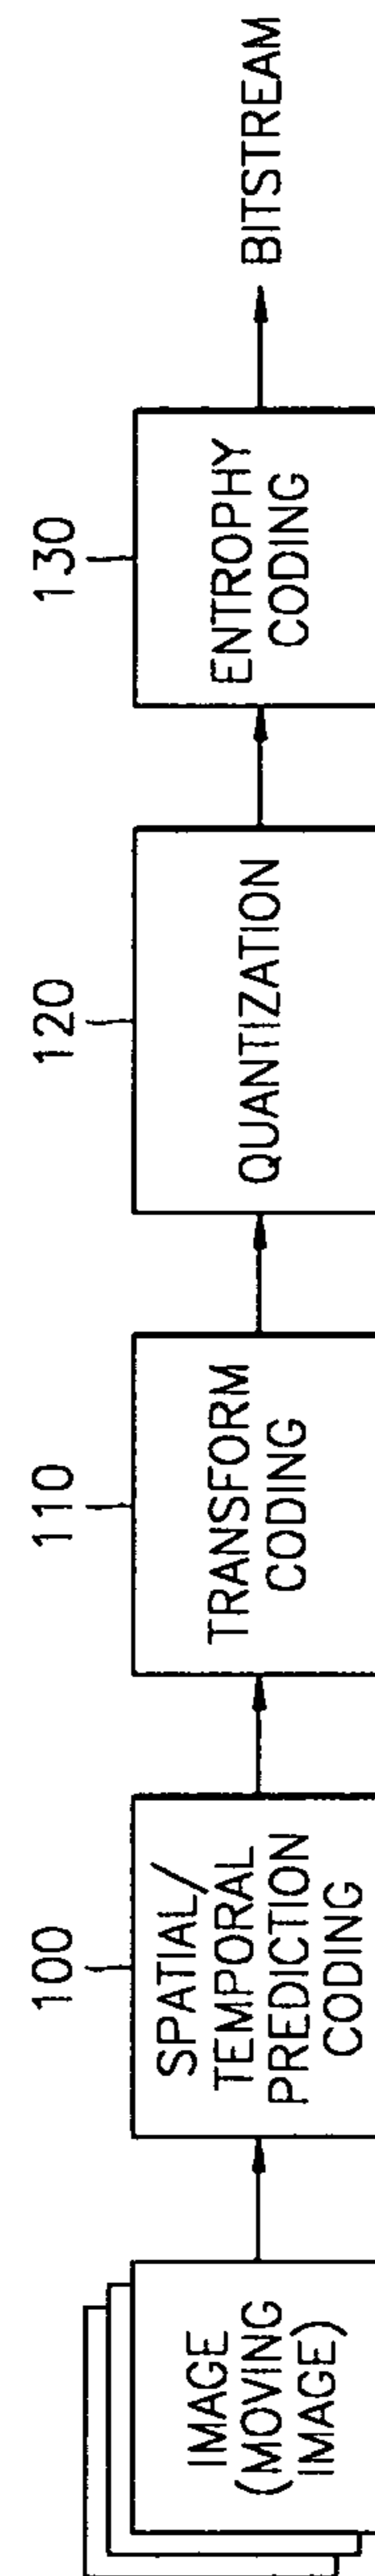 IMAGE
(MOVING
IMAGE)
100
SPATIAL/
TEMPORAL
PREDICTION
CODING
110
TRANSFORM
CODING
120
QUANTIZATION
130
ENTROPHY
CODING
BITSTREAM